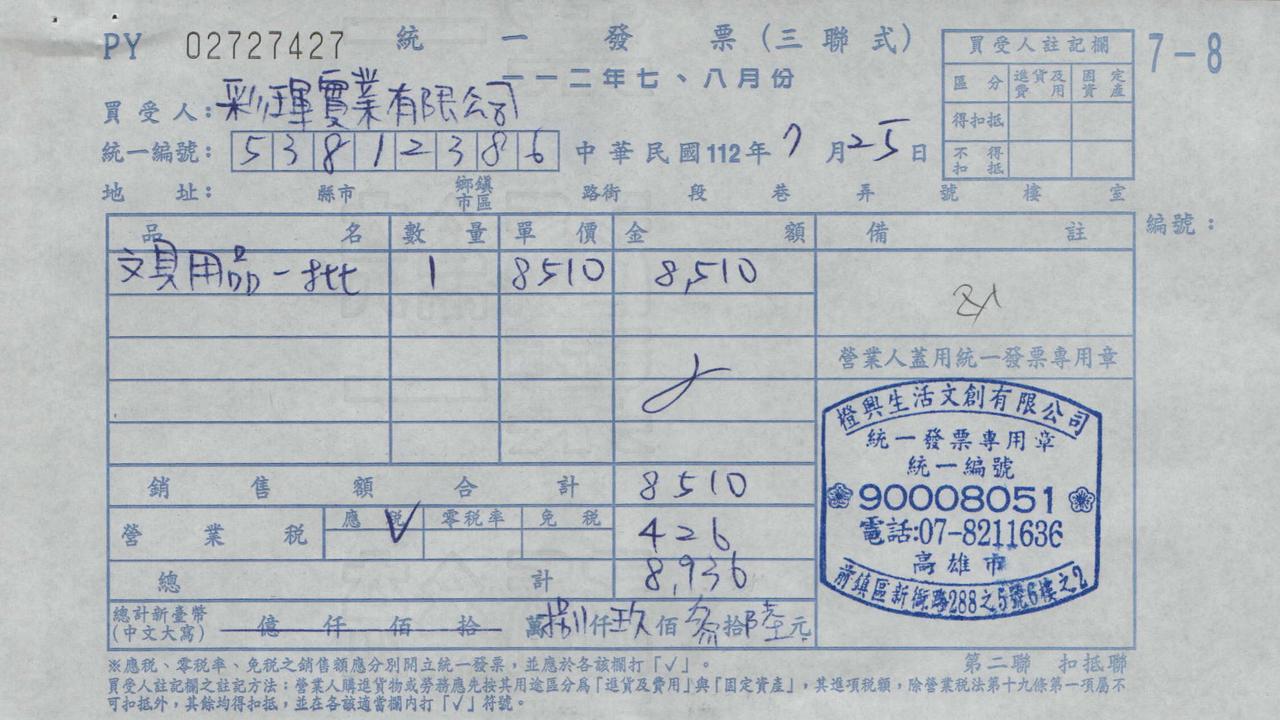 PY 02727427 統一發票(三聯式)
一一二年七、八月份
7-8
買受人註記欄
區分 進貨及費用 固定資產
得扣抵
不得扣抵
買受人:彩琿實業有限公司
統一編號:53812386 中華民國112年7月25日
地址: 縣市 鄉鎮市區 路街 段 巷 弄 號 樓 室
品名 數量 單價 金額 備註 編號:
文具用品一批 1 8510 8,510
營業人蓋用統一發票專用章
銷售額合計 8510
營業稅 應稅 V 零稅率 免稅 426
總計 8,936
總計新臺幣(中文大寫) 億仟佰拾萬捌仟玖佰參拾陸元
橙興生活文創有限公司
統一發票專用章
統一編號
90008051
電話:07-8211636
高雄市
前鎮區新衙路288之5號6樓之2
第二聯 扣抵聯
※應稅、零稅率、免稅之銷售額應分別開立統一發票,並應於各該欄打「✓」。
買受人註記欄之註記方法:營業人購進貨物或勞務應先按其用途區分為「進貨及費用」與「固定資產」,其進項稅額,除營業稅法第十九條第一項屬不
可扣抵外,其餘均得扣抵,並在各該適當欄內打「✓」符號。